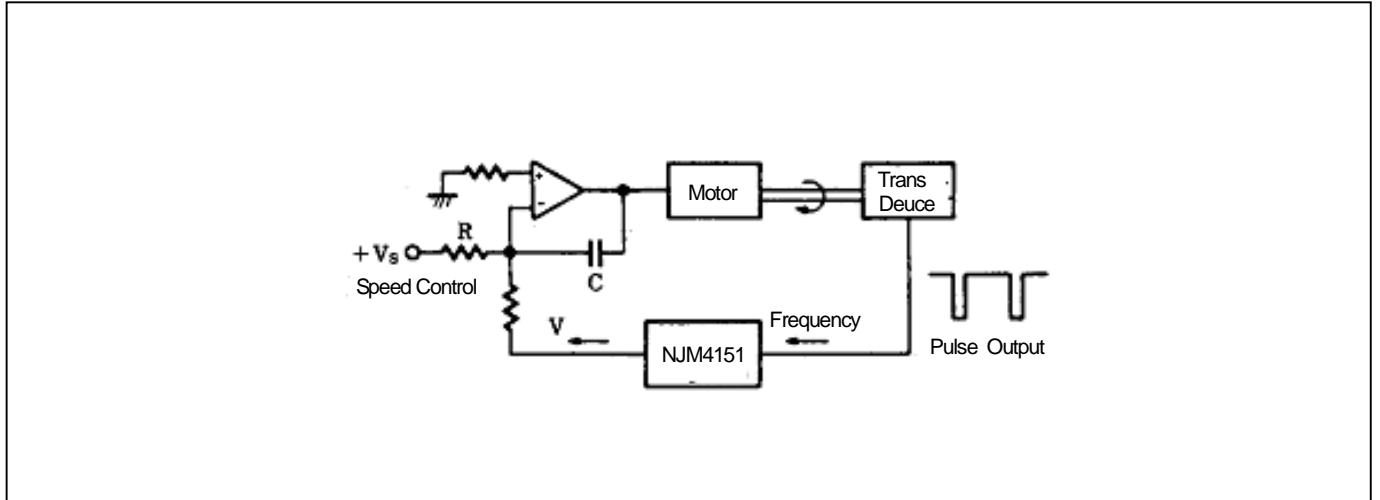 +
−
Motor
Trans
Deuce
R
+ Vs
C
Speed Control
V
NJM4151
Frequency
Pulse Output